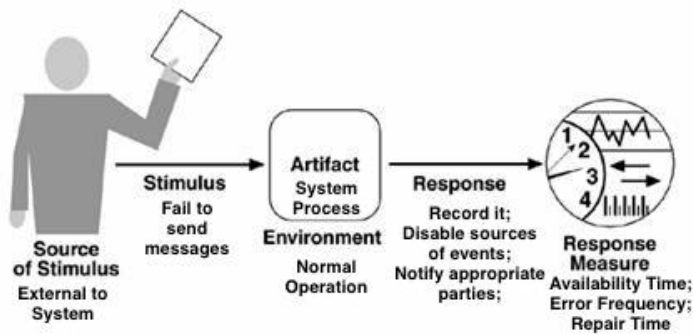 Source
of Stimulus
External to
System
Stimulus
Fail to
send
messages
Artifact
System
Process
Environment
Normal
Operation
Response
Record it;
Disable sources
of events;
Notify appropriate
parties;
1
2
3
4
Response
Measure
Availability Time;
Error Frequency;
Repair Time